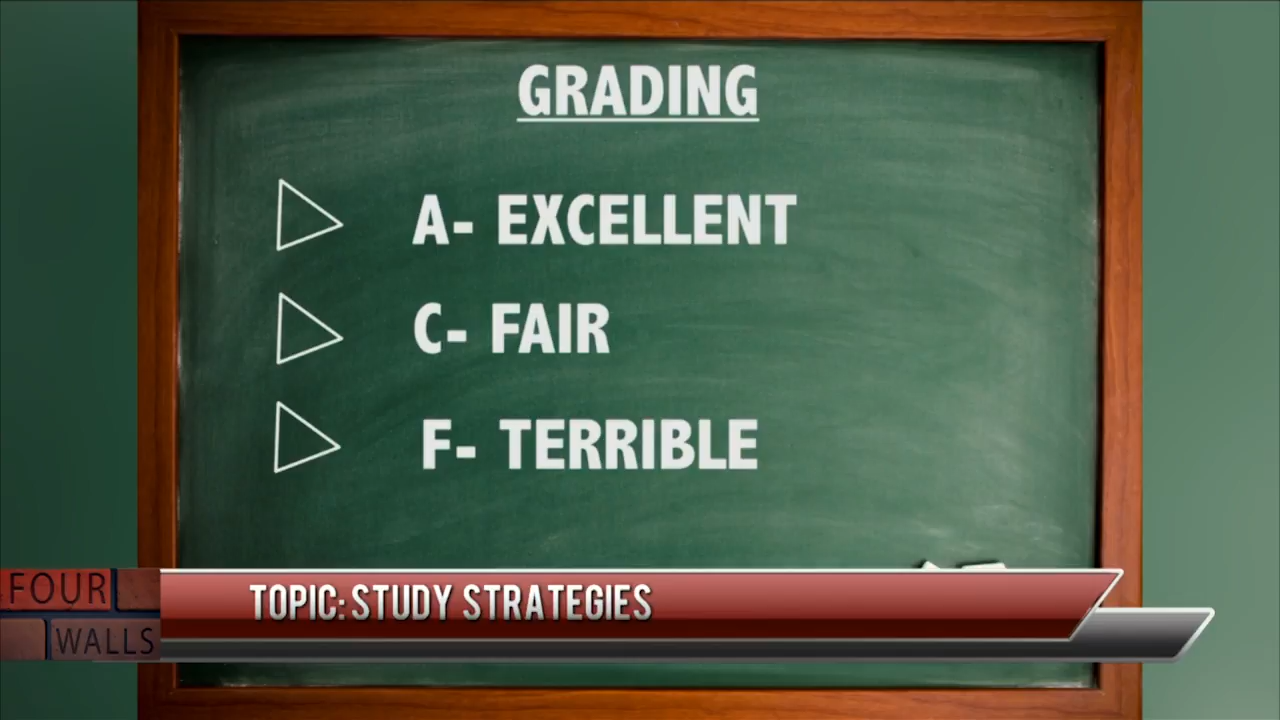 GRADING
A- EXCELLENT
C- FAIR
F- TERRIBLE
FOUR
WALLS
TOPIC: STUDY STRATEGIES